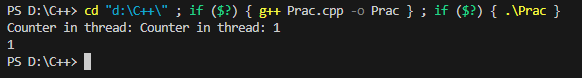 PS D:\C++> cd "d:\C++\" ; if ($?) { g++ Prac.cpp -o Prac } ; if ($?) { .\Prac }
Counter in thread: Counter in thread: 1
1
PS D:\C++>